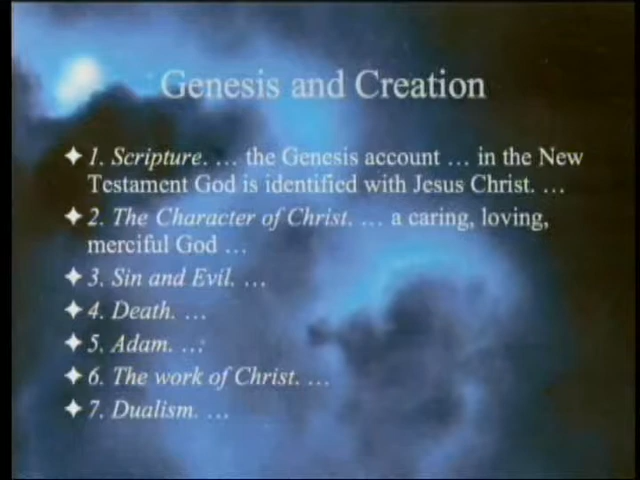 Genesis and Creation
1. Scripture. … the Genesis account … in the New
Testament God is identified with Jesus Christ. …
2. The Character of Christ. … a caring, loving,
merciful God …
3. Sin and Evil. …
4. Death. …
5. Adam. …
6. The work of Christ. …
7. Dualism. …